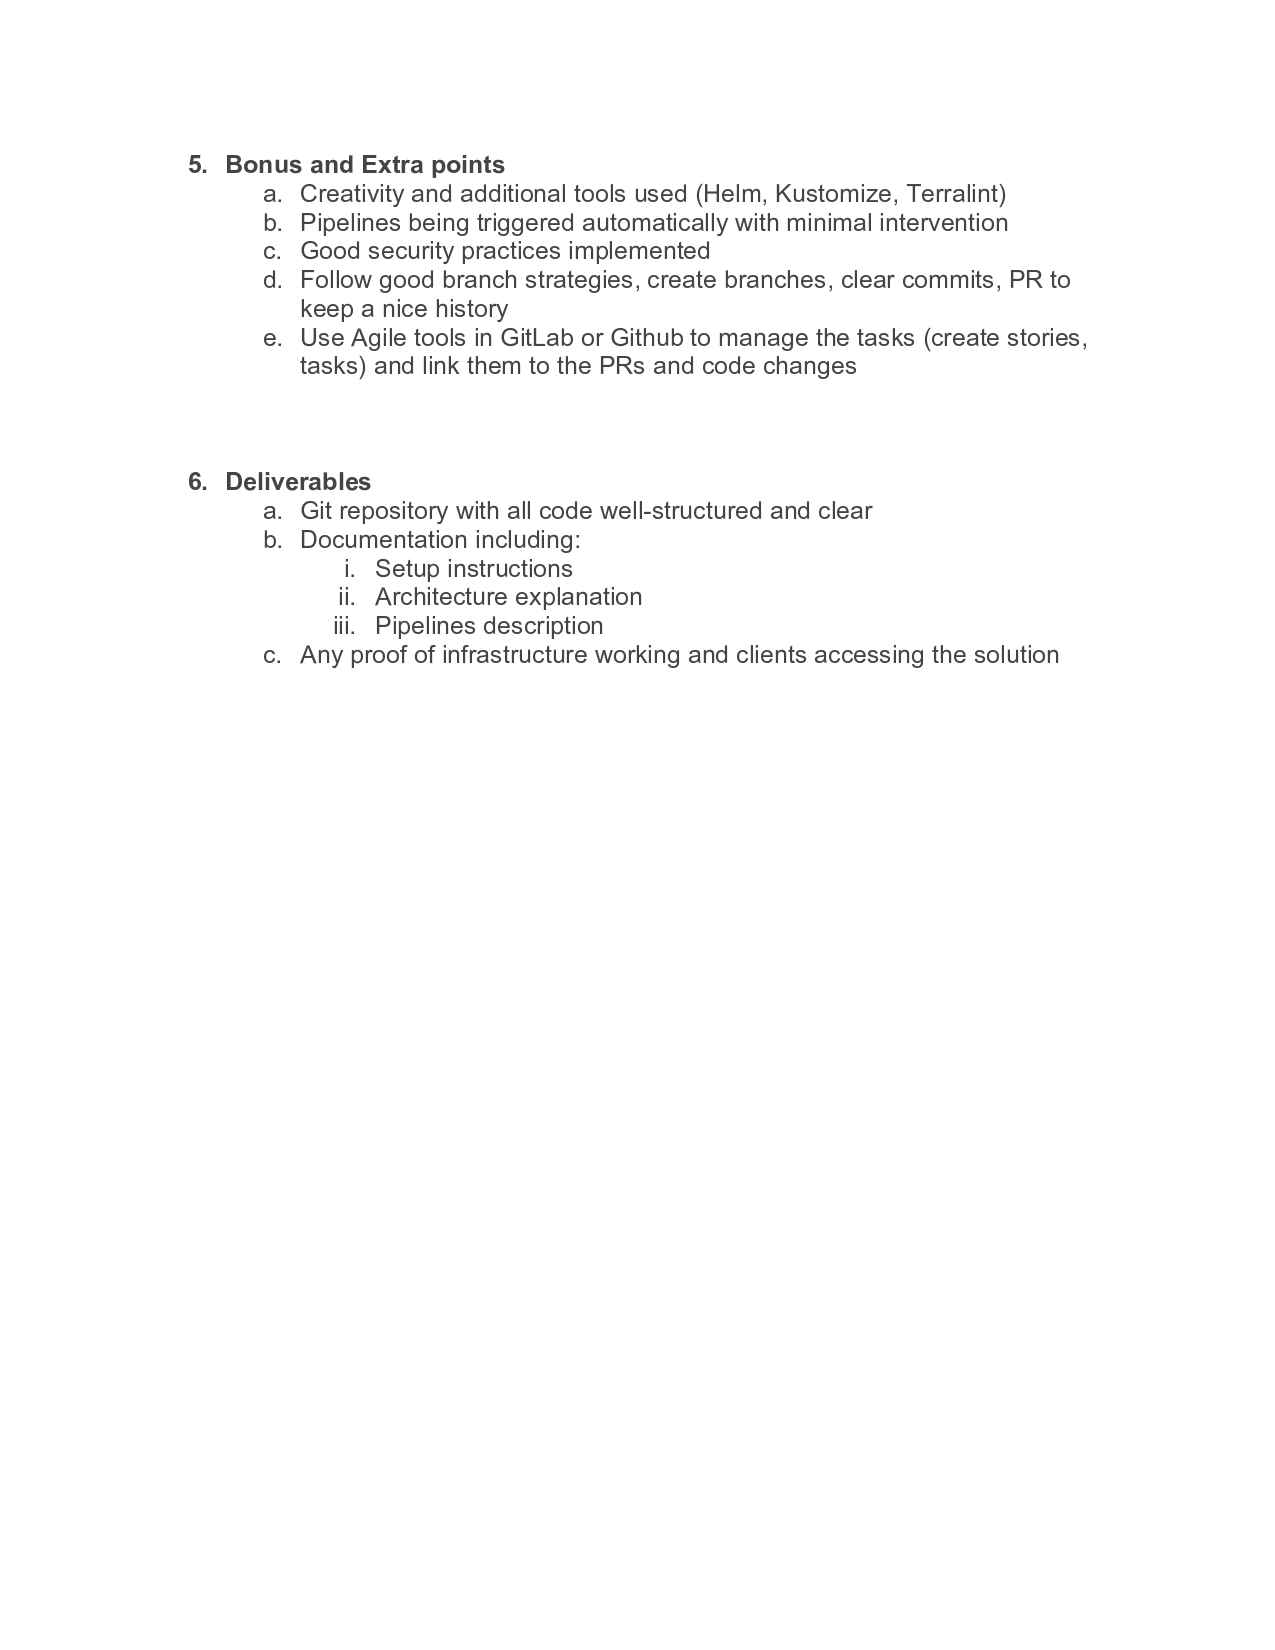 5. Bonus and Extra points
a. Creativity and additional tools used (Helm, Kustomize, Terralint)
b. Pipelines being triggered automatically with minimal intervention
c. Good security practices implemented
d. Follow good branch strategies, create branches, clear commits, PR to
keep a nice history
e. Use Agile tools in GitLab or Github to manage the tasks (create stories,
tasks) and link them to the PRs and code changes
6. Deliverables
a. Git repository with all code well-structured and clear
b. Documentation including:
i. Setup instructions
ii. Architecture explanation
iii. Pipelines description
c. Any proof of infrastructure working and clients accessing the solution